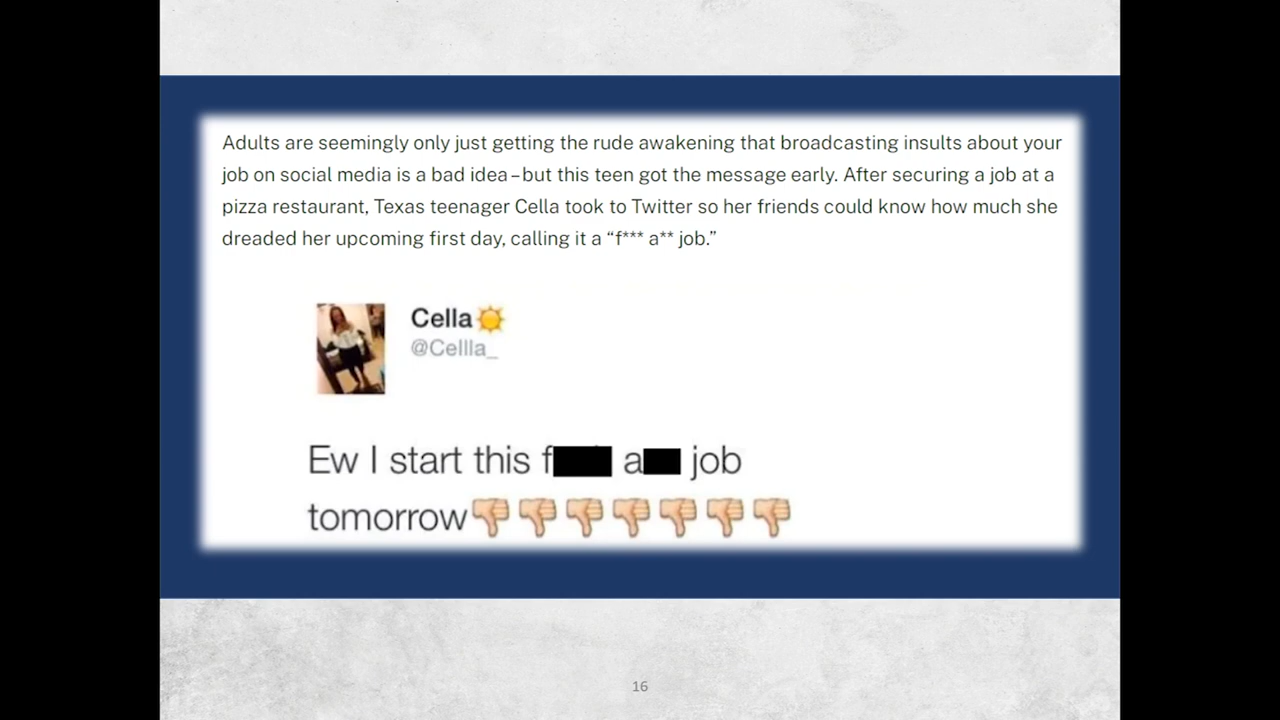 Adults are seemingly only just getting the rude awakening that broadcasting insults about your
job on social media is a bad idea – but this teen got the message early. After securing a job at a
pizza restaurant, Texas teenager Cella took to Twitter so her friends could know how much she
dreaded her upcoming first day, calling it a “f*** a** job.”
Cella☀️
@Cellla_
Ew I start this f a job
tomorrow👎👎👎👎👎👎👎
16